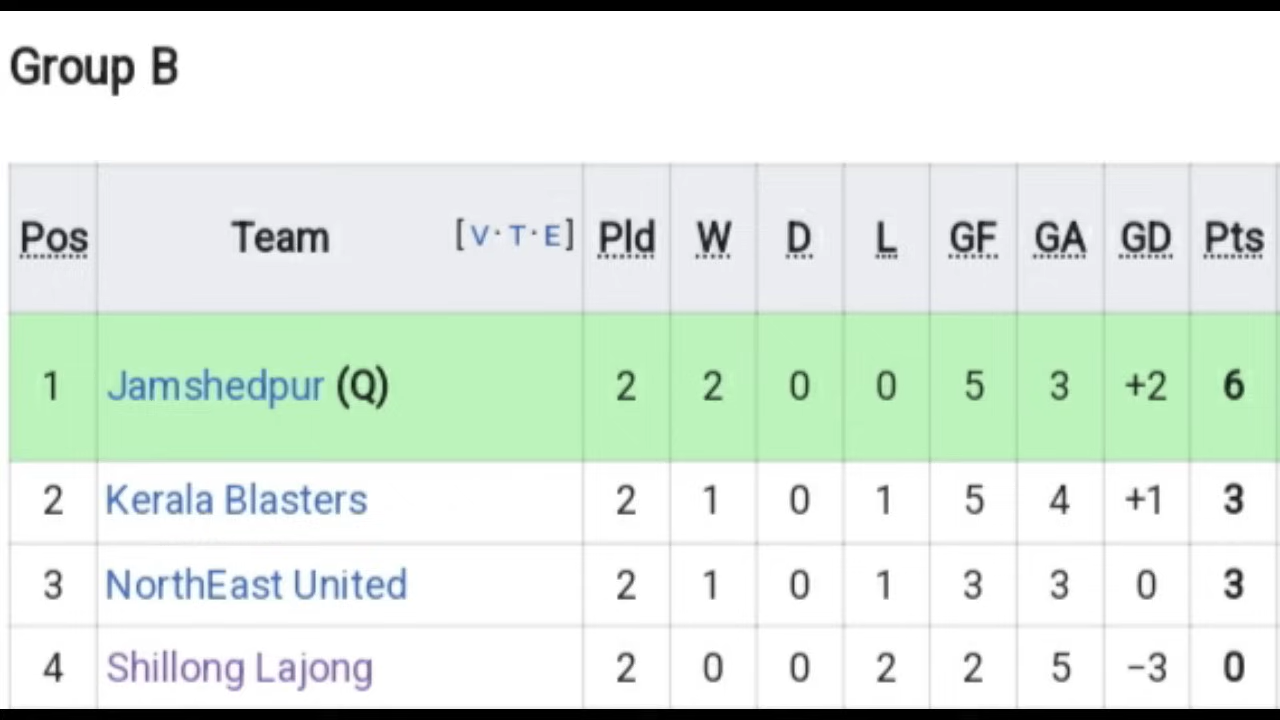 Group B
Pos Team [V·T·E] Pld W D L GF GA GD Pts
1 Jamshedpur (Q) 2 2 0 0 5 3 +2 6
2 Kerala Blasters 2 1 0 1 5 4 +1 3
3 NorthEast United 2 1 0 1 3 3 0 3
4 Shillong Lajong 2 0 0 2 2 5 −3 0